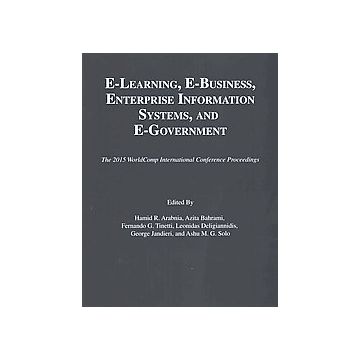 E-Learning, E-Business,
Enterprise Information
Systems, and
E-Government
The 2015 WorldComp International Conference Proceedings
Edited By
Hamid R. Arabnia, Azita Bahrami,
Fernando G. Tinetti, Leonidas Deligiannidis,
George Jandieri, and Ashu M. G. Solo